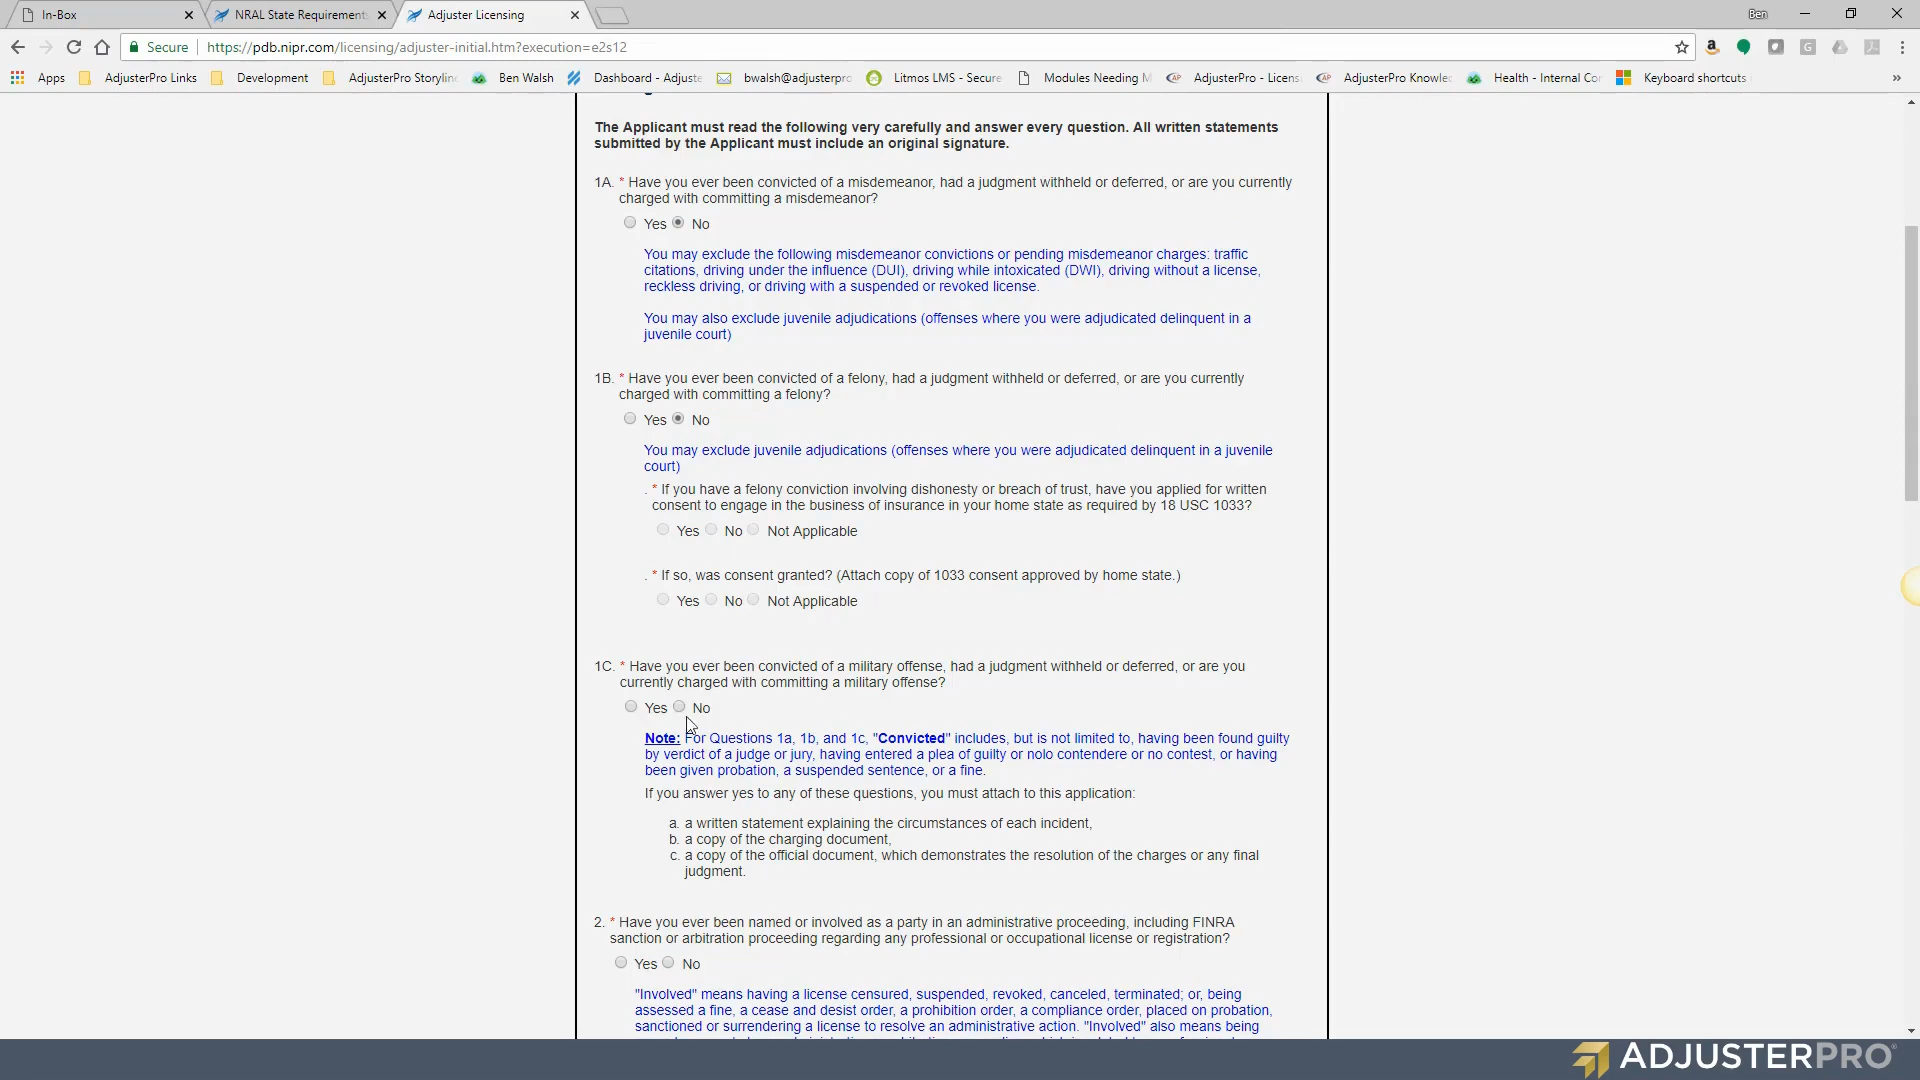 In-Box
NRAL State Requirements
Adjuster Licensing
Ben
Secure
https://pdb.nipr.com/licensing/adjuster-initial.htm?execution=e2s12
Apps
AdjusterPro Links
Development
AdjusterPro Storylin
Ben Walsh
Dashboard - Adjuste
bwalsh@adjusterpro
Litmos LMS - Secure
Modules Needing M
AdjusterPro - Licens
AdjusterPro Knowle
Health - Internal Cor
Keyboard shortcuts
»
The Applicant must read the following very carefully and answer every question. All written statements
submitted by the Applicant must include an original signature.
1A. * Have you ever been convicted of a misdemeanor, had a judgment withheld or deferred, or are you currently
charged with committing a misdemeanor?
Yes No
You may exclude the following misdemeanor convictions or pending misdemeanor charges: traffic
citations, driving under the influence (DUI), driving while intoxicated (DWI), driving without a license,
reckless driving, or driving with a suspended or revoked license.
You may also exclude juvenile adjudications (offenses where you were adjudicated delinquent in a
juvenile court)
1B. * Have you ever been convicted of a felony, had a judgment withheld or deferred, or are you currently
charged with committing a felony?
Yes No
You may exclude juvenile adjudications (offenses where you were adjudicated delinquent in a juvenile
court)
. * If you have a felony conviction involving dishonesty or breach of trust, have you applied for written
consent to engage in the business of insurance in your home state as required by 18 USC 1033?
Yes No Not Applicable
. * If so, was consent granted? (Attach copy of 1033 consent approved by home state.)
Yes No Not Applicable
1C. * Have you ever been convicted of a military offense, had a judgment withheld or deferred, or are you
currently charged with committing a military offense?
Yes No
Note: For Questions 1a, 1b, and 1c, "Convicted" includes, but is not limited to, having been found guilty
by verdict of a judge or jury, having entered a plea of guilty or nolo contendere or no contest, or having
been given probation, a suspended sentence, or a fine.
If you answer yes to any of these questions, you must attach to this application:
a. a written statement explaining the circumstances of each incident,
b. a copy of the charging document,
c. a copy of the official document, which demonstrates the resolution of the charges or any final
judgment.
2. * Have you ever been named or involved as a party in an administrative proceeding, including FINRA
sanction or arbitration proceeding regarding any professional or occupational license or registration?
Yes No
"Involved" means having a license censured, suspended, revoked, canceled, terminated; or, being
assessed a fine, a cease and desist order, a prohibition order, a compliance order, placed on probation,
sanctioned or surrendering a license to resolve an administrative action. "Involved" also means being
ADJUSTERPRO